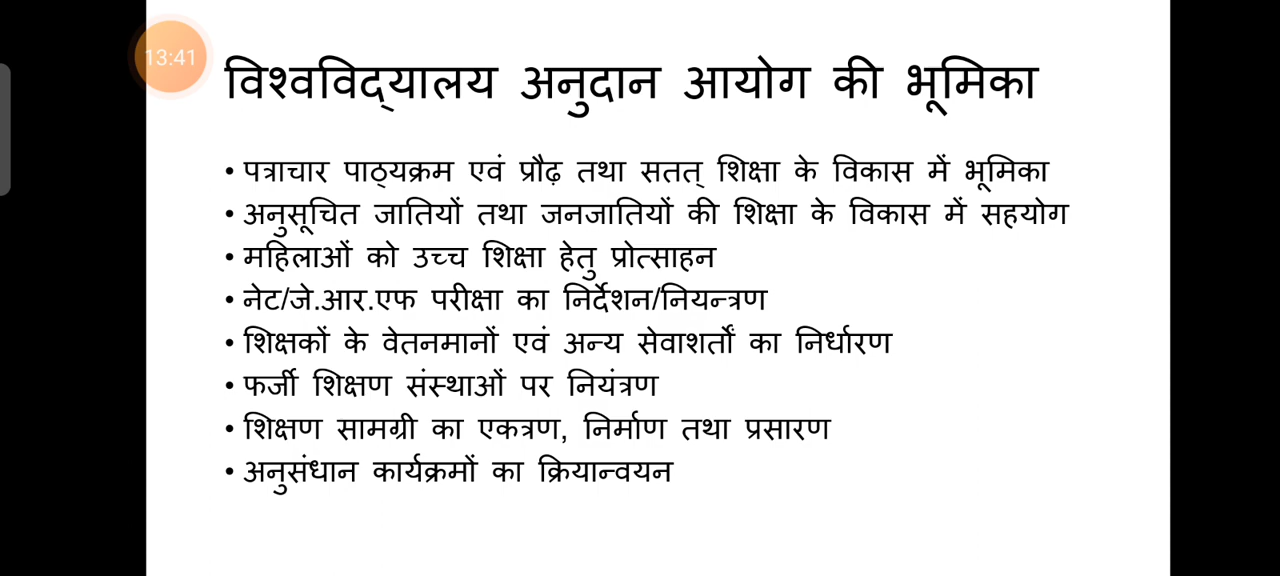 13:41
विश्वविद्यालय अनुदान आयोग की भूमिका
• पत्राचार पाठ्यक्रम एवं प्रौढ़ तथा सतत् शिक्षा के विकास में भूमिका
• अनुसूचित जातियों तथा जनजातियों की शिक्षा के विकास में सहयोग
• महिलाओं को उच्च शिक्षा हेतु प्रोत्साहन
• नेट/जे.आर.एफ परीक्षा का निर्देशन/नियन्त्रण
• शिक्षकों के वेतनमानों एवं अन्य सेवाशर्तों का निर्धारण
• फर्जी शिक्षण संस्थाओं पर नियंत्रण
• शिक्षण सामग्री का एकत्रण, निर्माण तथा प्रसारण
• अनुसंधान कार्यक्रमों का क्रियान्वयन